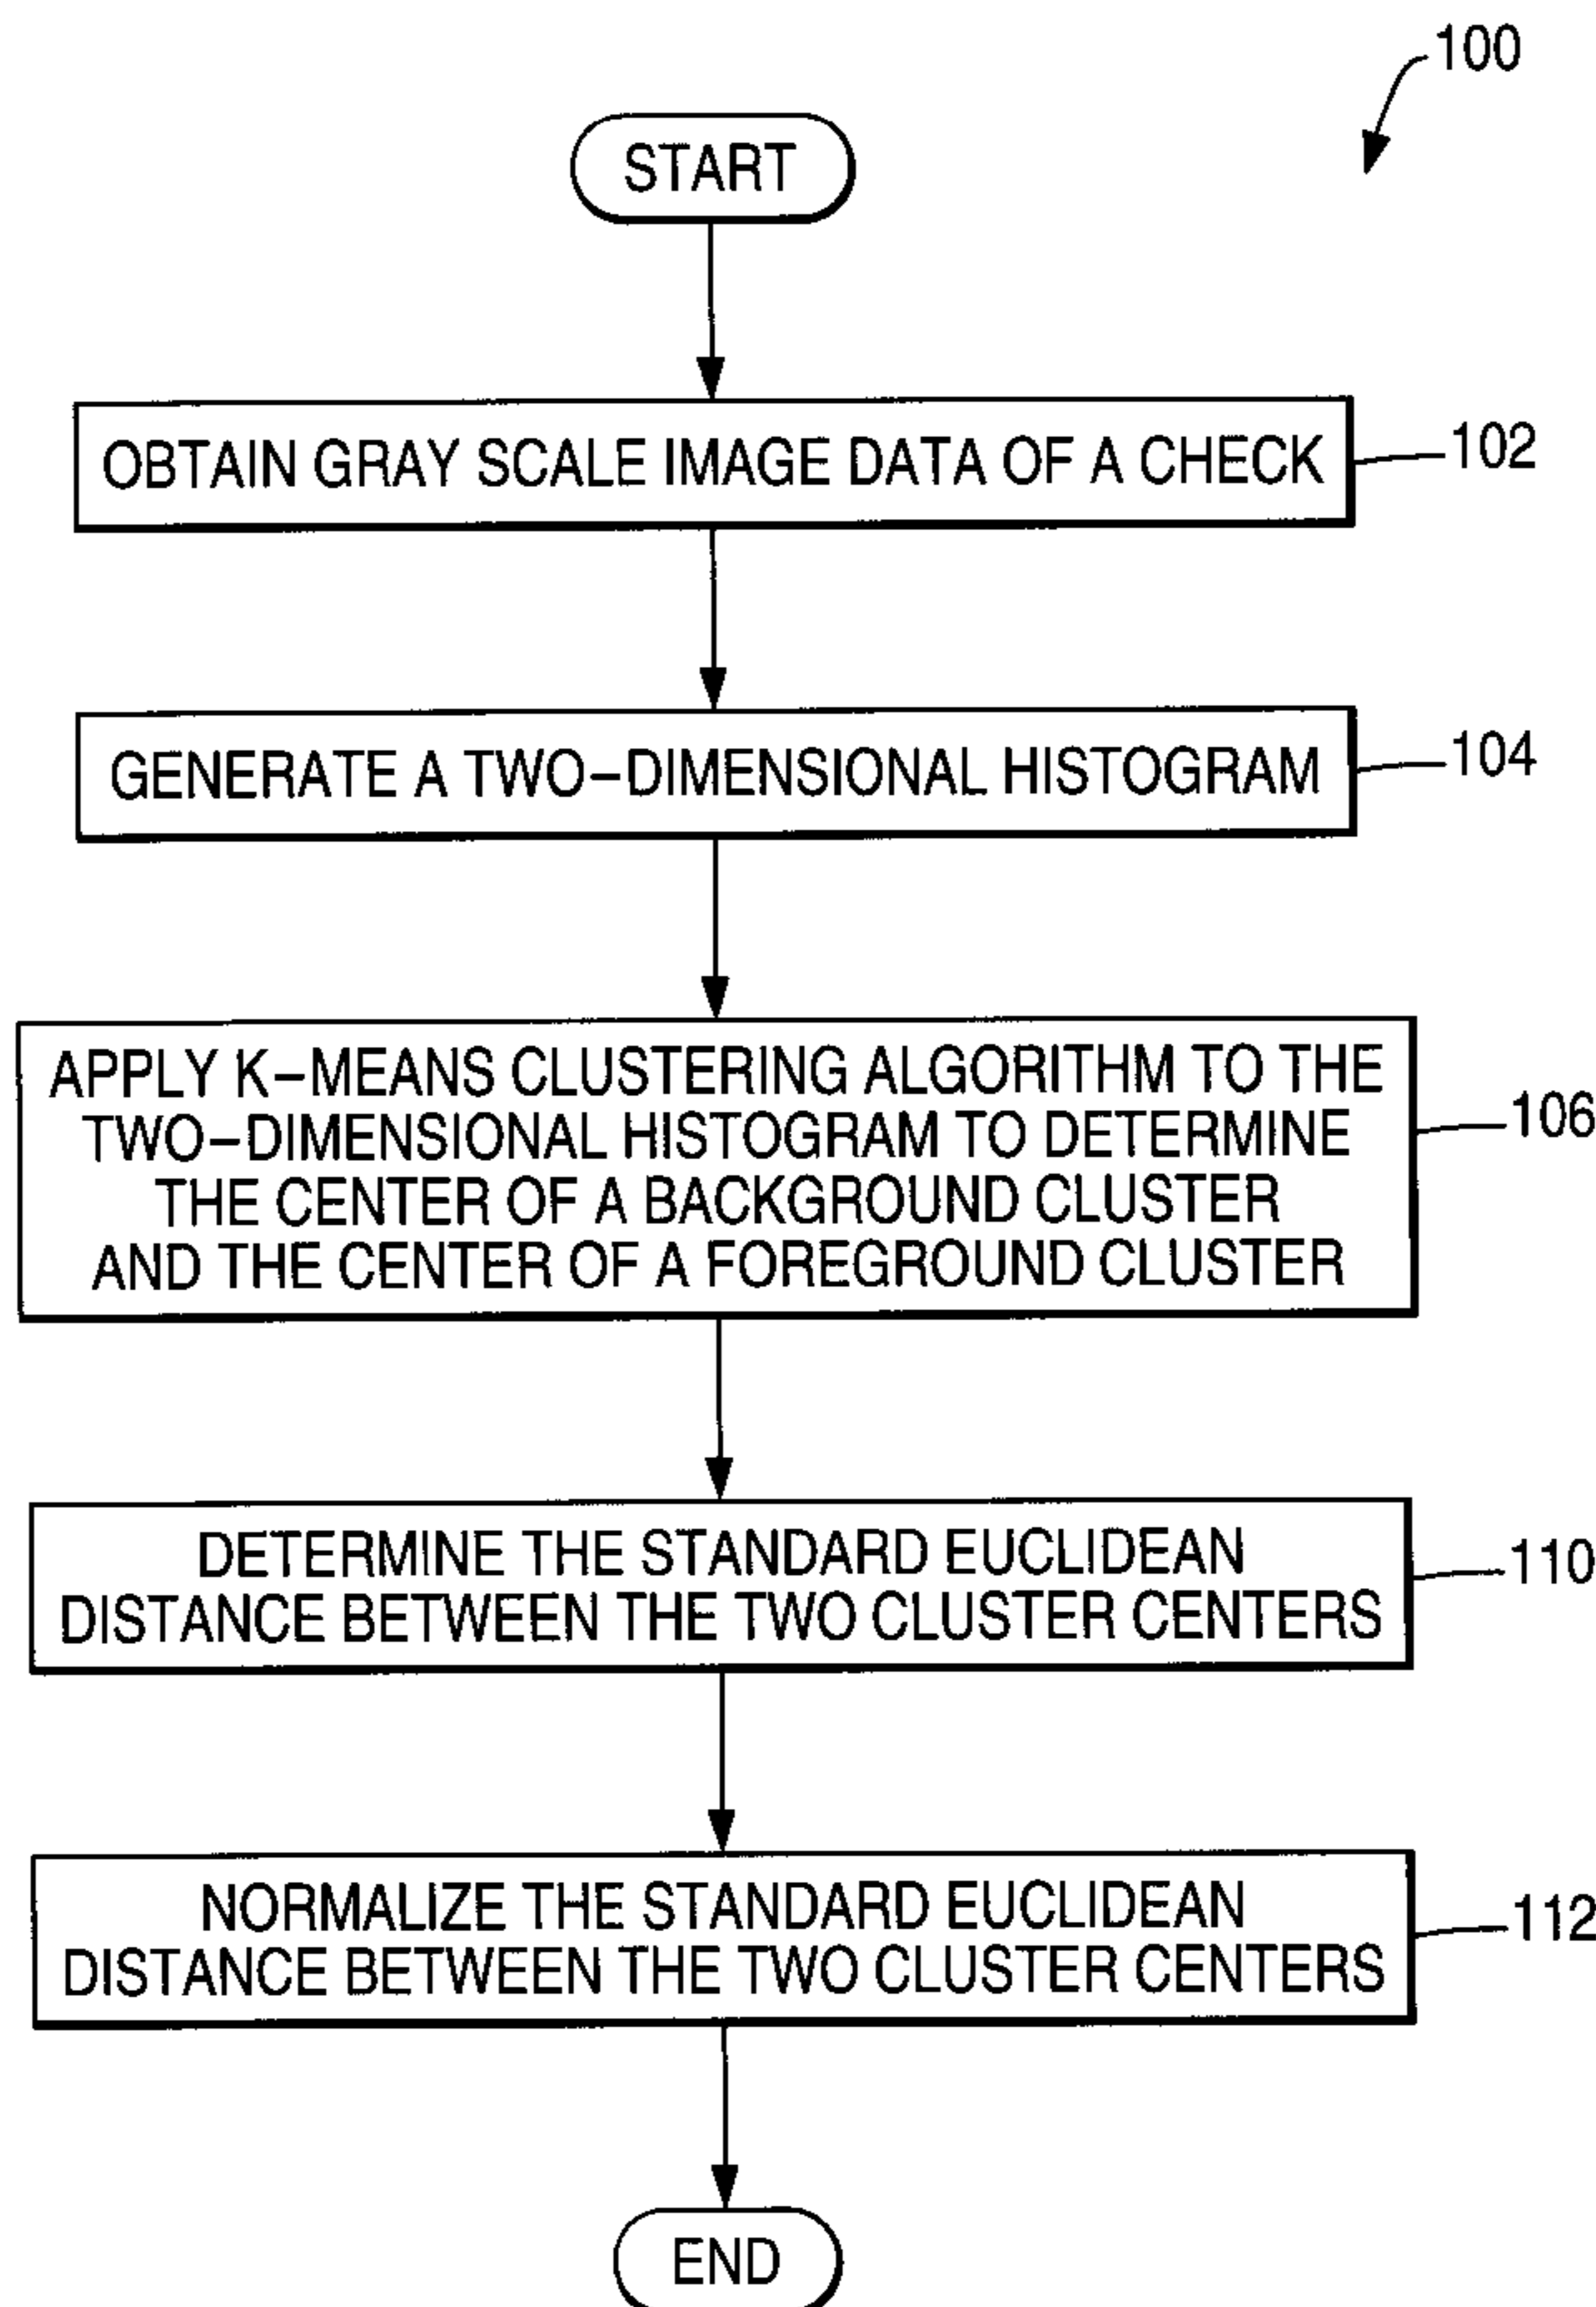 100
START
OBTAIN GRAY SCALE IMAGE DATA OF A CHECK
102
GENERATE A TWO-DIMENSIONAL HISTOGRAM
104
APPLY K-MEANS CLUSTERING ALGORITHM TO THE
TWO-DIMENSIONAL HISTOGRAM TO DETERMINE
THE CENTER OF A BACKGROUND CLUSTER
AND THE CENTER OF A FOREGROUND CLUSTER
106
DETERMINE THE STANDARD EUCLIDEAN
DISTANCE BETWEEN THE TWO CLUSTER CENTERS
110
NORMALIZE THE STANDARD EUCLIDEAN
DISTANCE BETWEEN THE TWO CLUSTER CENTERS
112
END